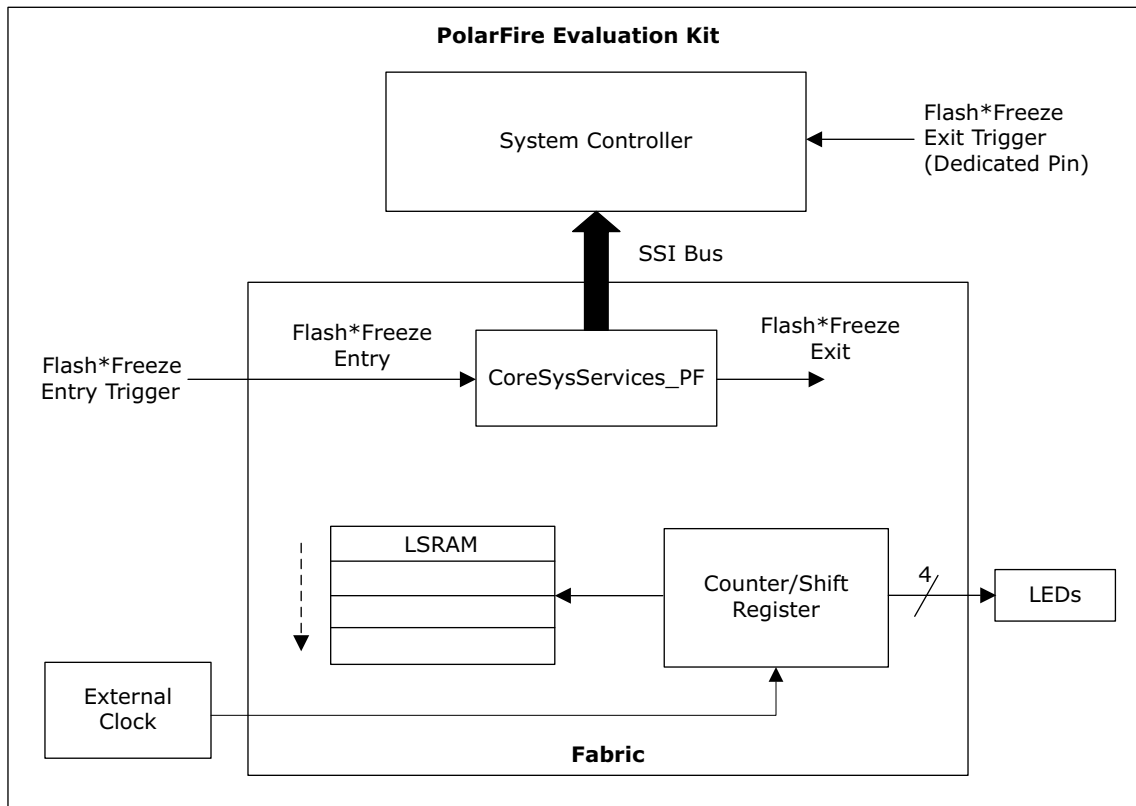 PolarFire Evaluation Kit
System Controller
Flash*Freeze
Exit Trigger
(Dedicated Pin)
SSI Bus
Flash*Freeze
Entry Trigger
Flash*Freeze
Entry
CoreSysServices_PF
Flash*Freeze
Exit
LSRAM
Counter/Shift
Register
4
LEDs
External
Clock
Fabric